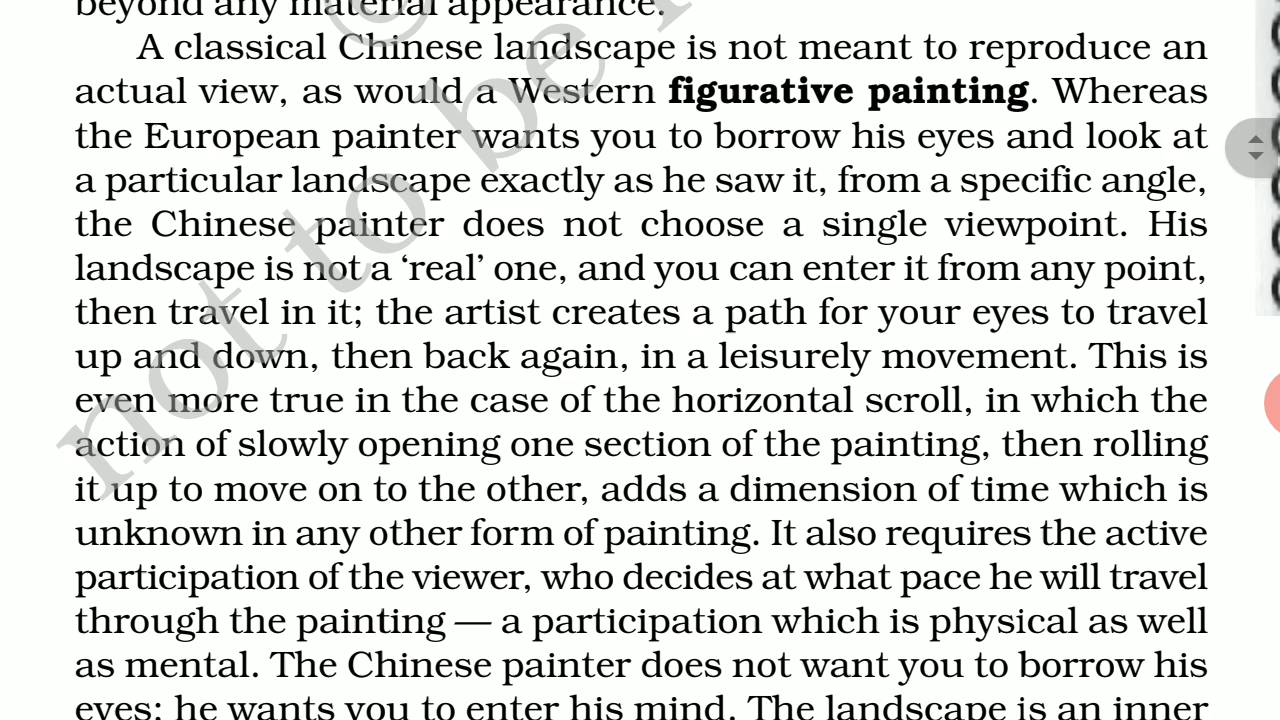 beyond any material appearance.
A classical Chinese landscape is not meant to reproduce an
actual view, as would a Western figurative painting. Whereas
the European painter wants you to borrow his eyes and look at
a particular landscape exactly as he saw it, from a specific angle,
the Chinese painter does not choose a single viewpoint. His
landscape is not a ‘real’ one, and you can enter it from any point,
then travel in it; the artist creates a path for your eyes to travel
up and down, then back again, in a leisurely movement. This is
even more true in the case of the horizontal scroll, in which the
action of slowly opening one section of the painting, then rolling
it up to move on to the other, adds a dimension of time which is
unknown in any other form of painting. It also requires the active
participation of the viewer, who decides at what pace he will travel
through the painting — a participation which is physical as well
as mental. The Chinese painter does not want you to borrow his
eyes; he wants you to enter his mind. The landscape is an inner
not to be